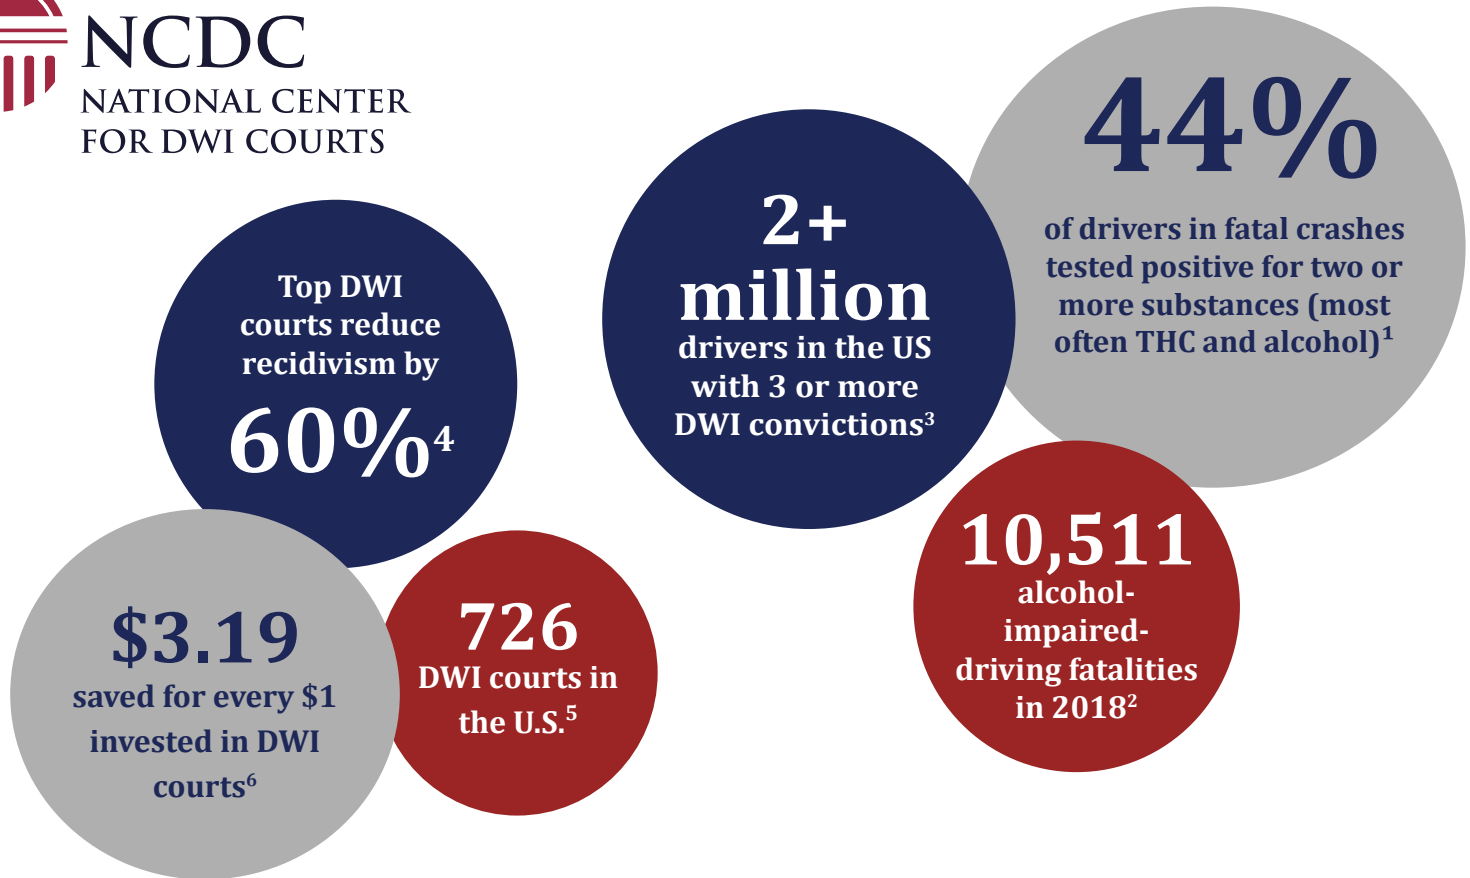 NCDC
NATIONAL CENTER
FOR DWI COURTS
Top DWI
courts reduce
recidivism by
60%⁴
$3.19
saved for every $1
invested in DWI
courts⁶
726
DWI courts in
the U.S.⁵
2+
million
drivers in the US
with 3 or more
DWI convictions³
44%
of drivers in fatal crashes
tested positive for two or
more substances (most
often THC and alcohol)¹
10,511
alcohol-
impaired-
driving fatalities
in 2018²